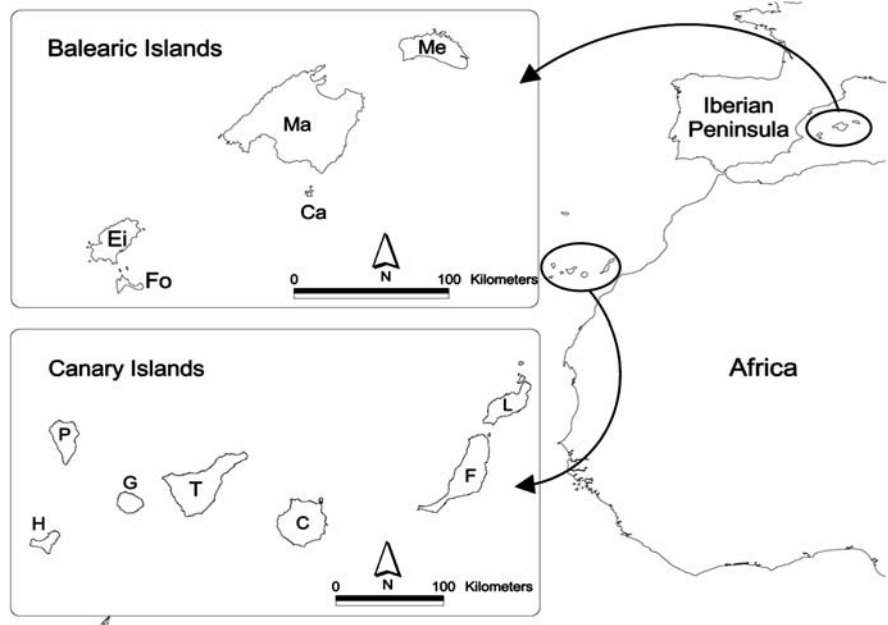 Balearic Islands
Me
Ma
Ca
Ei
Fo
N
0 100 Kilometers
Iberian
Peninsula
Africa
Canary Islands
L
P
F
G
T
H
C
N
0 100 Kilometers